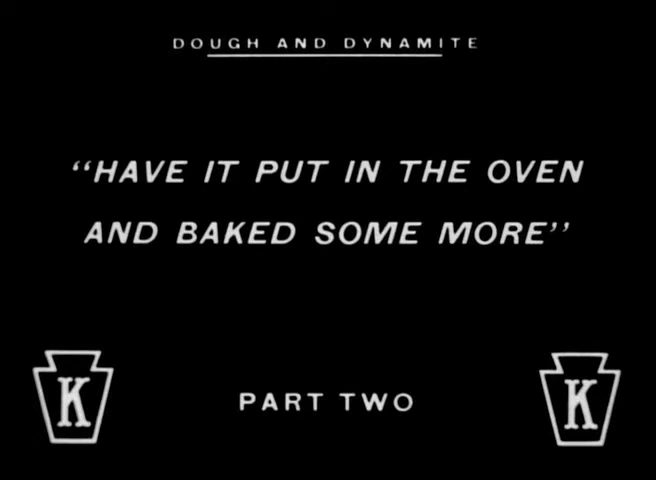 DOUGH AND DYNAMITE
"HAVE IT PUT IN THE OVEN
AND BAKED SOME MORE"
K PART TWO K